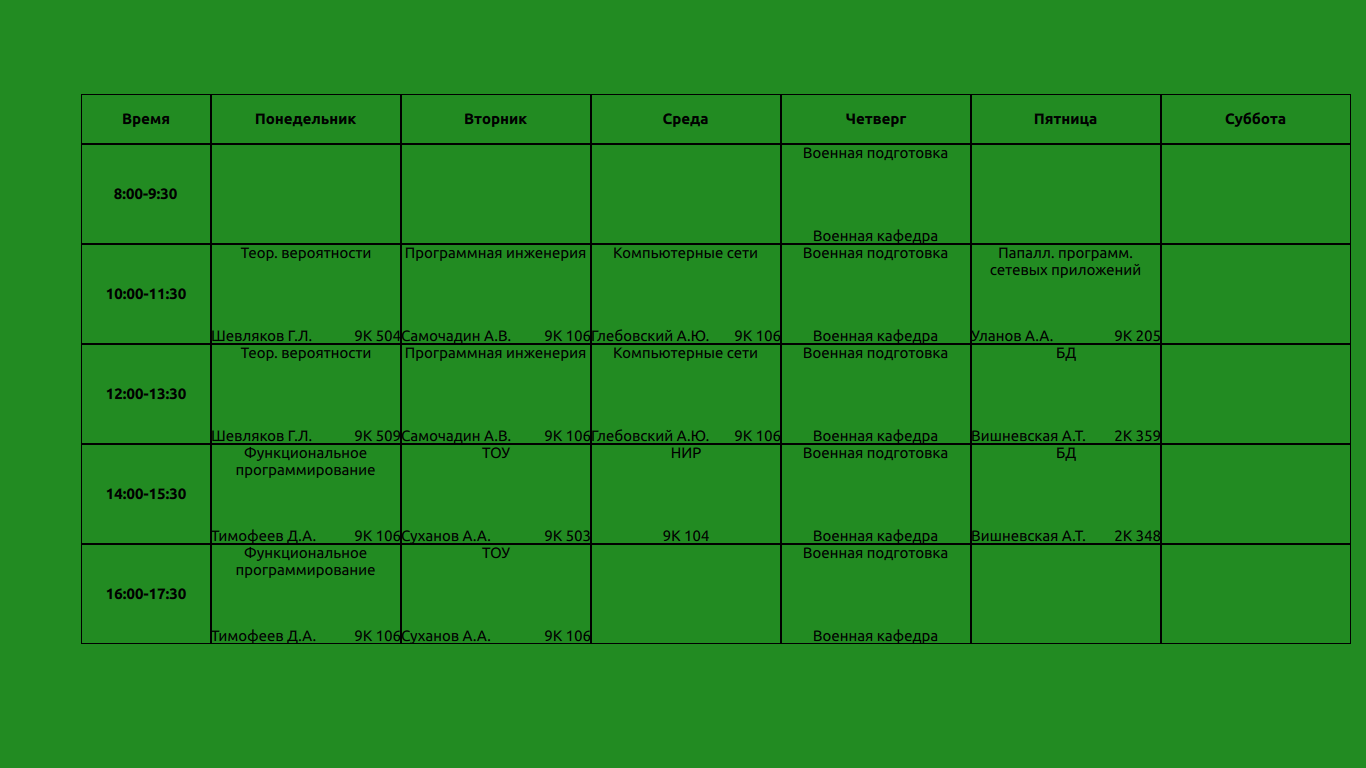 Время Понедельник Вторник Среда Четверг Пятница Суббота
Военная подготовка
8:00-9:30
Военная кафедра
Теор. вероятности Программная инженерия Компьютерные сети Военная подготовка Папалл. программ.
сетевых приложений
10:00-11:30
Шевляков Г.Л. 9К 504 Самочадин А.В. 9К 106 Глебовский А.Ю. 9К 106 Военная кафедра Уланов А.А. 9К 205
Теор. вероятности Программная инженерия Компьютерные сети Военная подготовка БД
12:00-13:30
Шевляков Г.Л. 9К 509 Самочадин А.В. 9К 106 Глебовский А.Ю. 9К 106 Военная кафедра Вишневская А.Т. 2К 359
Функциональное ТОУ НИР Военная подготовка БД
программирование
14:00-15:30
Тимофеев Д.А. 9К 106 Суханов А.А. 9К 503 9К 104 Военная кафедра Вишневская А.Т. 2К 348
Функциональное ТОУ Военная подготовка
программирование
16:00-17:30
Тимофеев Д.А. 9К 106 Суханов А.А. 9К 106 Военная кафедра